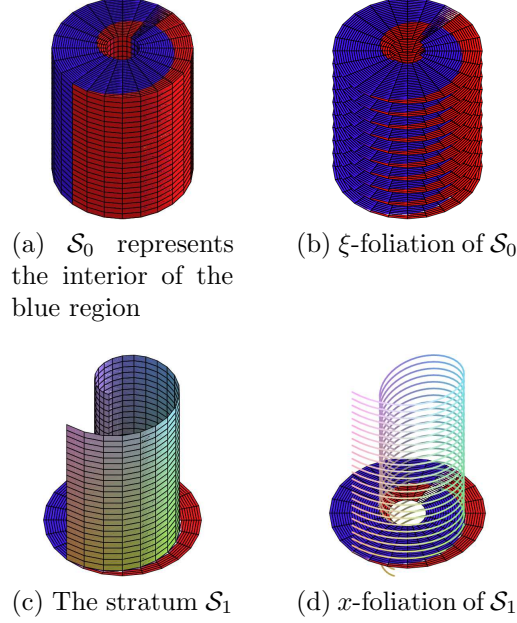 (a) 𝒮₀ represents
the interior of the
blue region
(b) ξ-foliation of 𝒮₀
(c) The stratum 𝒮₁
(d) x-foliation of 𝒮₁